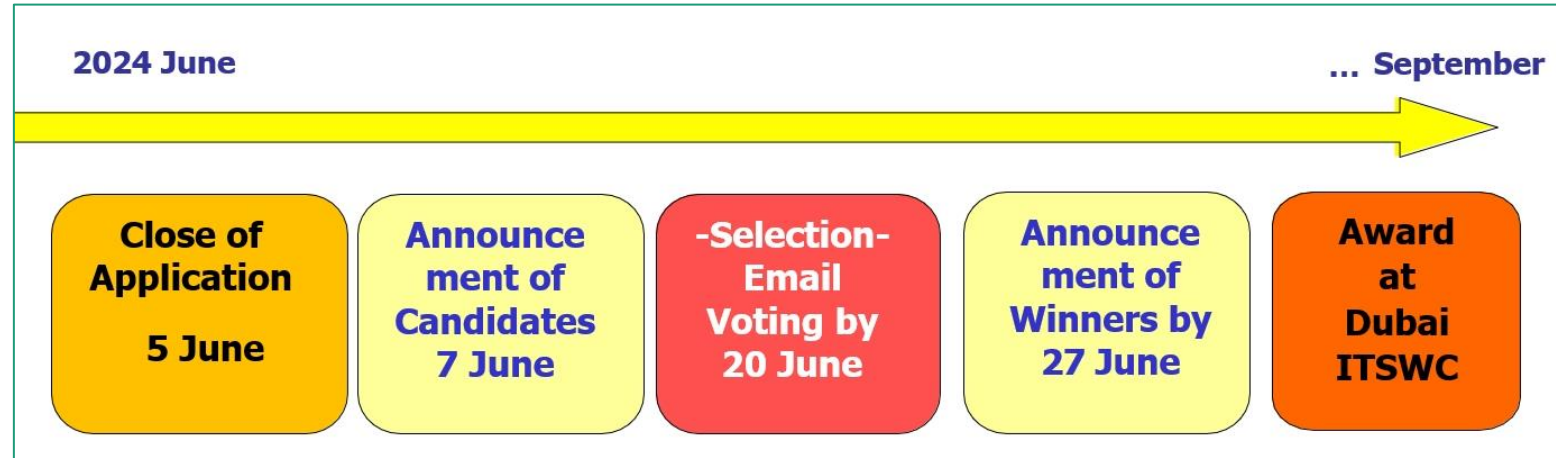 2024 June
... September
Close of
Application
5 June
Announce
ment of
Candidates
7 June
-Selection-
Email
Voting by
20 June
Announce
ment of
Winners by
27 June
Award
at
Dubai
ITSWC